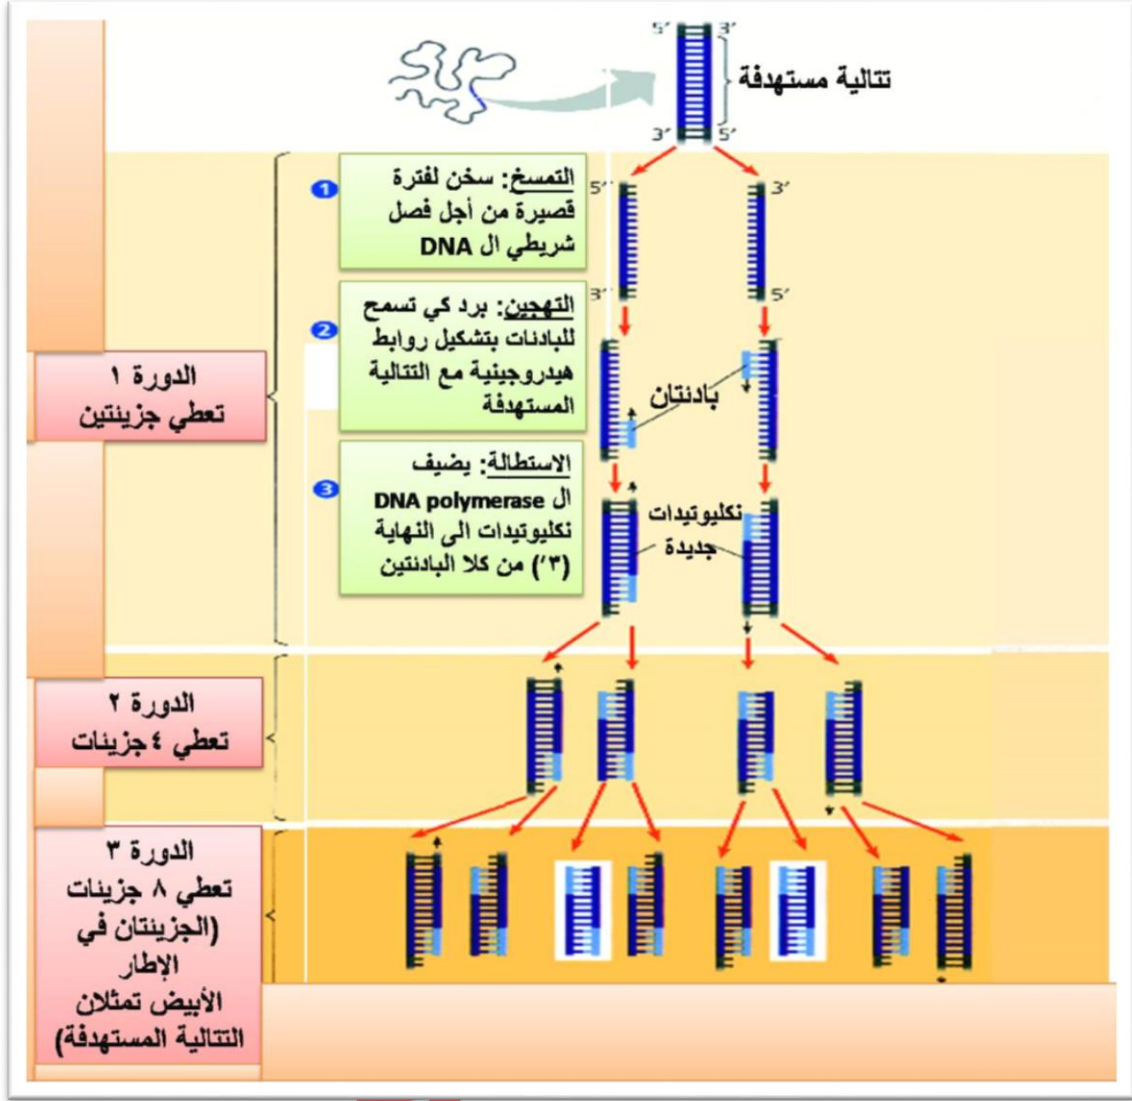 5′
3′
تتالية مستهدفة
3′
5′
1
التمسخ: سخن لفترة
قصيرة من أجل فصل
شريطي ال DNA
5′
3′
3′
5′
2
التهجين: برد كي تسمح
للبادئات بتشكيل روابط
هيدروجينية مع التتالية
المستهدفة
بادئتان
الدورة ١
تعطي جزيئتين
3
الاستطالة: يضيف
ال DNA polymerase
نكليوتيدات الى النهاية
(٣′) من كلا البادئتين
نكليوتيدات
جديدة
الدورة ٢
تعطي ٤ جزيئات
الدورة ٣
تعطي ٨ جزيئات
(الجزيئتان في
الإطار
الأبيض تمثلان
التتالية المستهدفة)